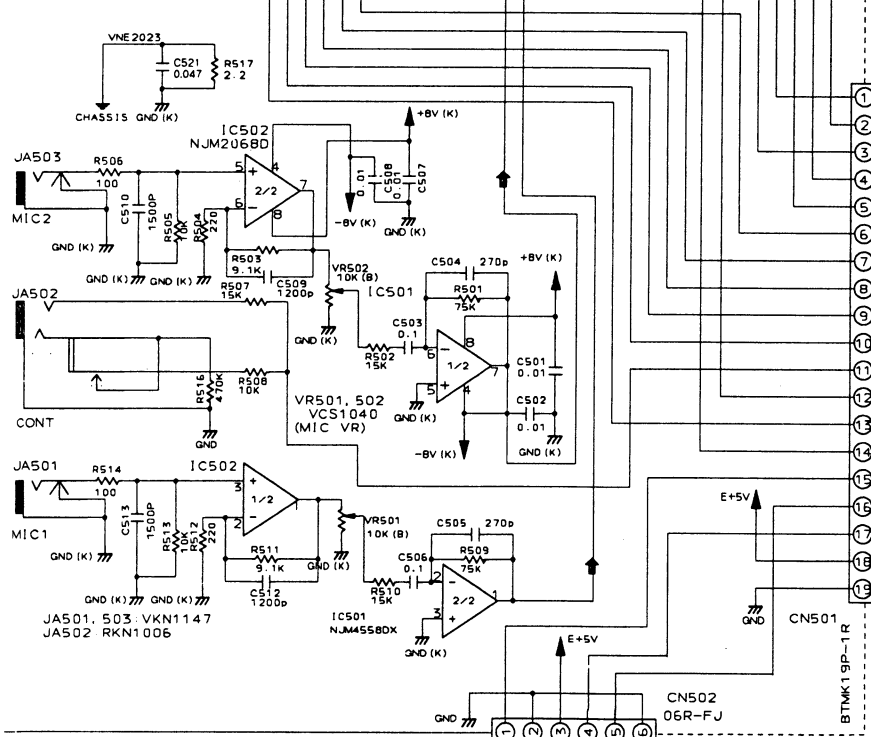 VNE2023
C521
0.047
R517
2.2
CHASSIS GND (K)
+8V (K)
IC502
NJM2068D
JA503
R506
100
5
+
4
2/2
7
6
−
8
C510
1500P
R505
10K
R504
220
C508
0.01
C507
0.01
-8V (K)
GND (K)
MIC2
GND (K)
R503
9.1K
C509
1200p
GND (K)
GND (K)
VR502
10K (B)
JA502
R507
15K
IC501
C504
270p
+8V (K)
R501
75K
GND (K)
C503
0.1
R502
15K
6
−
8
1/2
7
5
+
4
C501
0.01
C502
0.01
GND (K)
-8V (K)
GND (K)
R516
470K
R508
10K
CONT
GND
VR501, 502
VCS1040
(MIC VR)
JA501
R514
100
IC502
3
+
1/2
1
2
−
C513
1500P
R513
10K
R512
220
MIC1
GND (K)
R511
9.1K
C512
1200p
GND (K)
GND (K)
GND (K)
VR501
10K (B)
C505
270p
R509
75K
C506
0.1
R510
15K
2
−
2/2
1
3
+
GND (K)
IC501
NJM4558DX
JA501, 503:VKN1147
JA502:RKN1006
E+5V
E+5V
GND
GND
CN502
06R-FJ
1
2
3
4
5
6
1
2
3
4
5
6
7
8
9
10
11
12
13
14
15
16
17
18
19
CN501
BTMK19P-1R